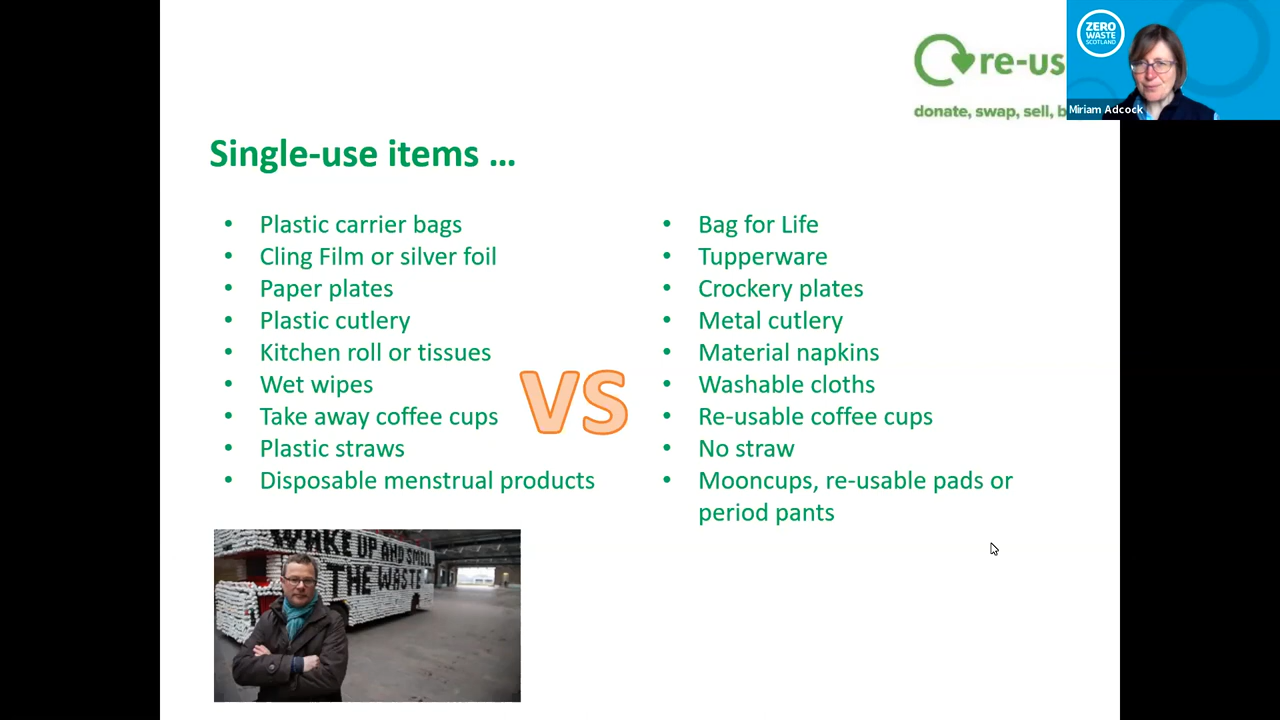 re-us
donate, swap, sell, b
ZERO
WASTE
SCOTLAND
Miriam Adcock
Single-use items ...
• Plastic carrier bags
• Cling Film or silver foil
• Paper plates
• Plastic cutlery
• Kitchen roll or tissues
• Wet wipes
• Take away coffee cups
• Plastic straws
• Disposable menstrual products
VS
• Bag for Life
• Tupperware
• Crockery plates
• Metal cutlery
• Material napkins
• Washable cloths
• Re-usable coffee cups
• No straw
• Mooncups, re-usable pads or
period pants
WAKE UP AND SMELL
THE WASTE